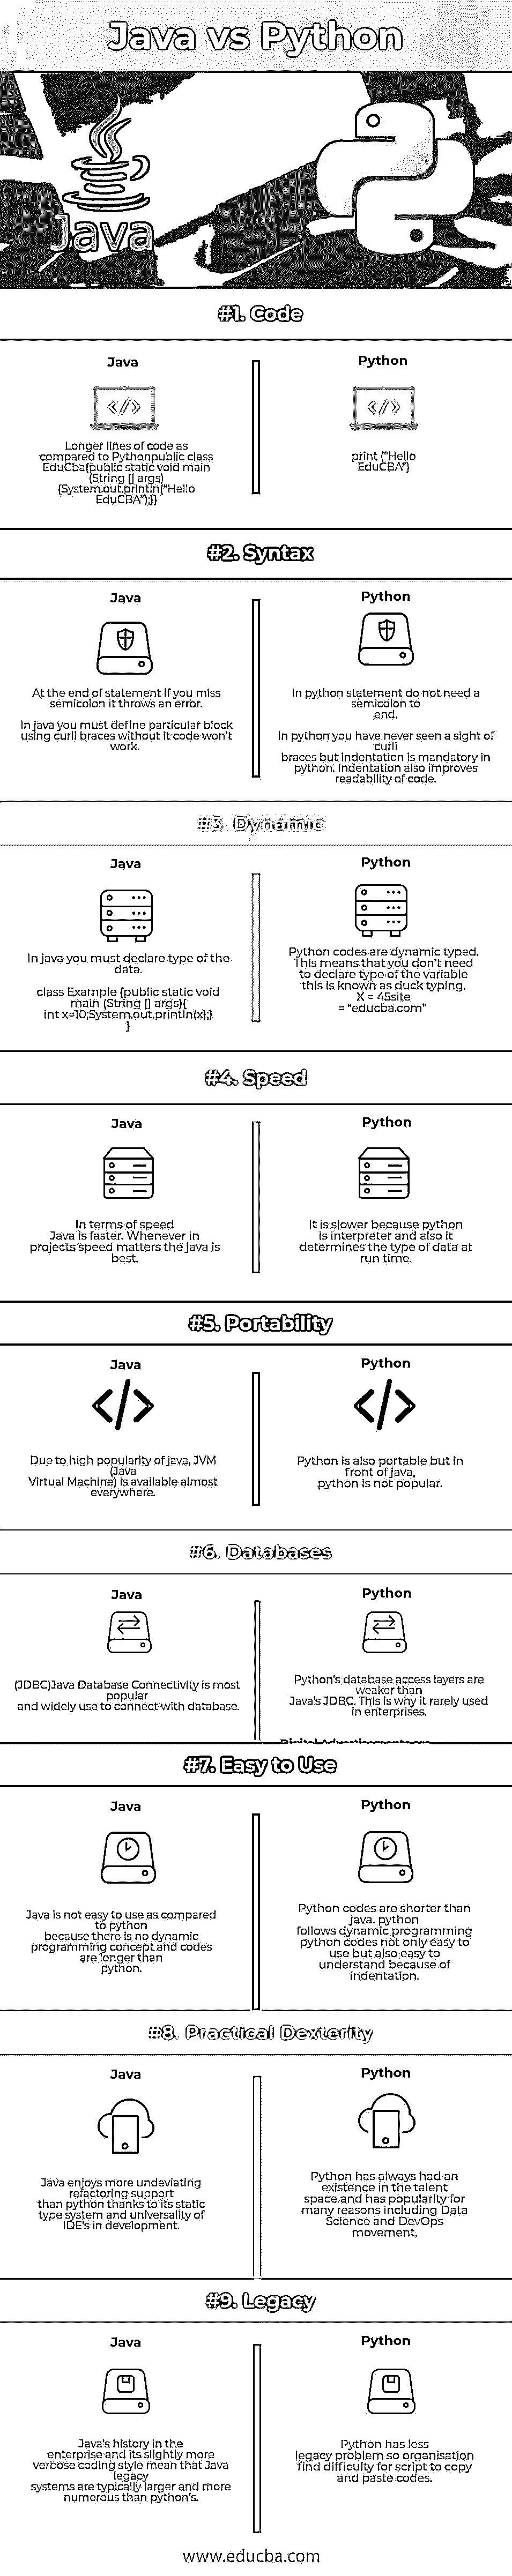 Java vs Python
Java
#1. Code
Java
Longer lines of code as
compared to Pythonpublic class
EduCba{public static void main
(String [] args)
{System.out.println("Hello
EduCBA");}}
Python
print ("Hello
EduCBA")
#2. Syntax
Java
At the end of statement if you miss
semicolon it throws an error.
In java you must define particular block
using curli braces without it code won't
work.
Python
In python statement do not need a
semicolon to
end.
In python you have never seen a sight of
curli
braces but indentation is mandatory in
python. Indentation also improves
readability of code.
#3. Dynamic
Java
In java you must declare type of the
data.
class Example {public static void
main (String [] args){
int x=10;System.out.println(x);}
}
Python
Python codes are dynamic typed.
This means that you don't need
to declare type of the variable
this is known as duck typing.
X = 45site
= "educba.com"
#4. Speed
Java
In terms of speed
Java is faster. Whenever in
projects speed matters the java is
best.
Python
It is slower because python
is interpreter and also it
determines the type of data at
run time.
#5. Portability
Java
Due to high popularity of java, JVM
(Java
Virtual Machine) is available almost
everywhere.
Python
Python is also portable but in
front of java,
python is not popular.
#6. Databases
Java
(JDBC)Java Database Connectivity is most
popular
and widely use to connect with database.
Python
Python's database access layers are
weaker than
Java's JDBC. This is why it rarely used
in enterprises.
#7. Easy to Use
Java
Java is not easy to use as compared
to python
because there is no dynamic
programming concept and codes
are longer than
python.
Python
Python codes are shorter than
java. python
follows dynamic programming
python codes not only easy to
use but also easy to
understand because of
indentation.
#8. Practical Dexterity
Java
Java enjoys more undeviating
refactoring support
than python thanks to its static
type system and universality of
IDE's in development.
Python
Python has always had an
existence in the talent
space and has popularity for
many reasons including Data
Science and DevOps
movement.
#9. Legacy
Java
Java's history in the
enterprise and its slightly more
verbose coding style mean that Java
legacy
systems are typically larger and more
numerous than python's.
Python
Python has less
legacy problem so organisation
find difficulty for script to copy
and paste codes.
www.educba.com